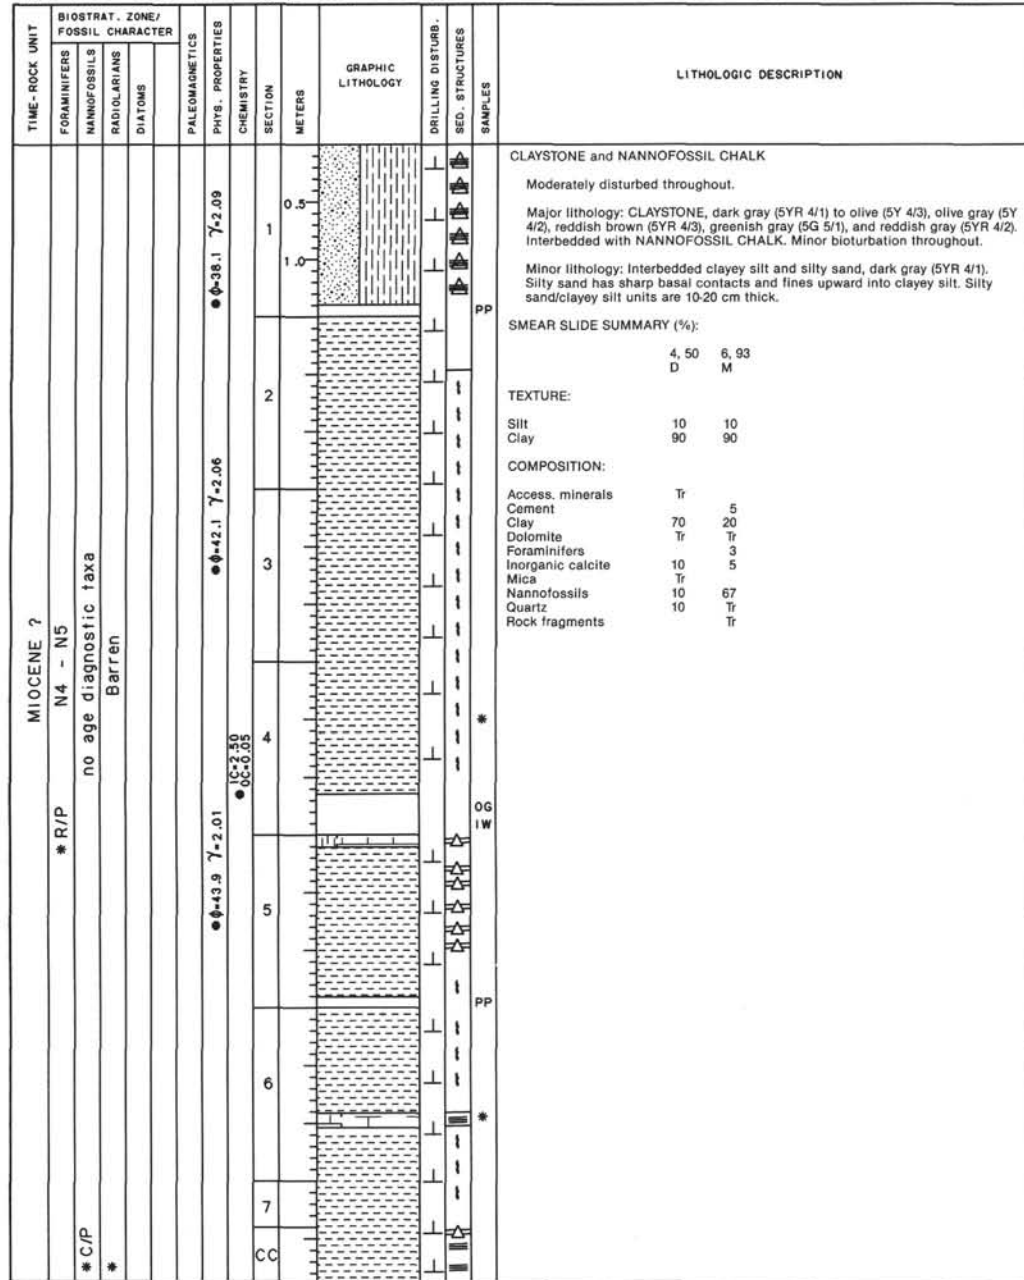 TIME-ROCK UNIT
BIOSTRAT. ZONE/
FOSSIL CHARACTER
FORAMINIFERS
NANNOFOSSILS
RADIOLARIANS
DIATOMS
PALEOMAGNETICS
PHYS. PROPERTIES
CHEMISTRY
SECTION
METERS
GRAPHIC
LITHOLOGY
DRILLING DISTURB.
SED. STRUCTURES
SAMPLES
LITHOLOGIC DESCRIPTION
MIOCENE ?
*R/P N4 - N5
*C/P no age diagnostic taxa
* Barren
●Φ=38.1 γ=2.09
●Φ=42.1 γ=2.06
●Φ=43.9 γ=2.01
●IC=2.50
OC=0.05
1
2
3
4
5
6
7
CC
0.5
1.0
PP
*
OG
IW
PP
*
CLAYSTONE and NANNOFOSSIL CHALK
Moderately disturbed throughout.
Major lithology: CLAYSTONE, dark gray (5YR 4/1) to olive (5Y 4/3), olive gray (5Y
4/2), reddish brown (5YR 4/3), greenish gray (5G 5/1), and reddish gray (5YR 4/2).
Interbedded with NANNOFOSSIL CHALK. Minor bioturbation throughout.
Minor lithology: Interbedded clayey silt and silty sand, dark gray (5YR 4/1).
Silty sand has sharp basal contacts and fines upward into clayey silt. Silty
sand/clayey silt units are 10-20 cm thick.
SMEAR SLIDE SUMMARY (%):
4, 50 6, 93
D M
TEXTURE:
Silt 10 10
Clay 90 90
COMPOSITION:
Access. minerals Tr
Cement 5
Clay 70 20
Dolomite Tr Tr
Foraminifers 3
Inorganic calcite 10 5
Mica Tr
Nannofossils 10 67
Quartz 10 Tr
Rock fragments Tr